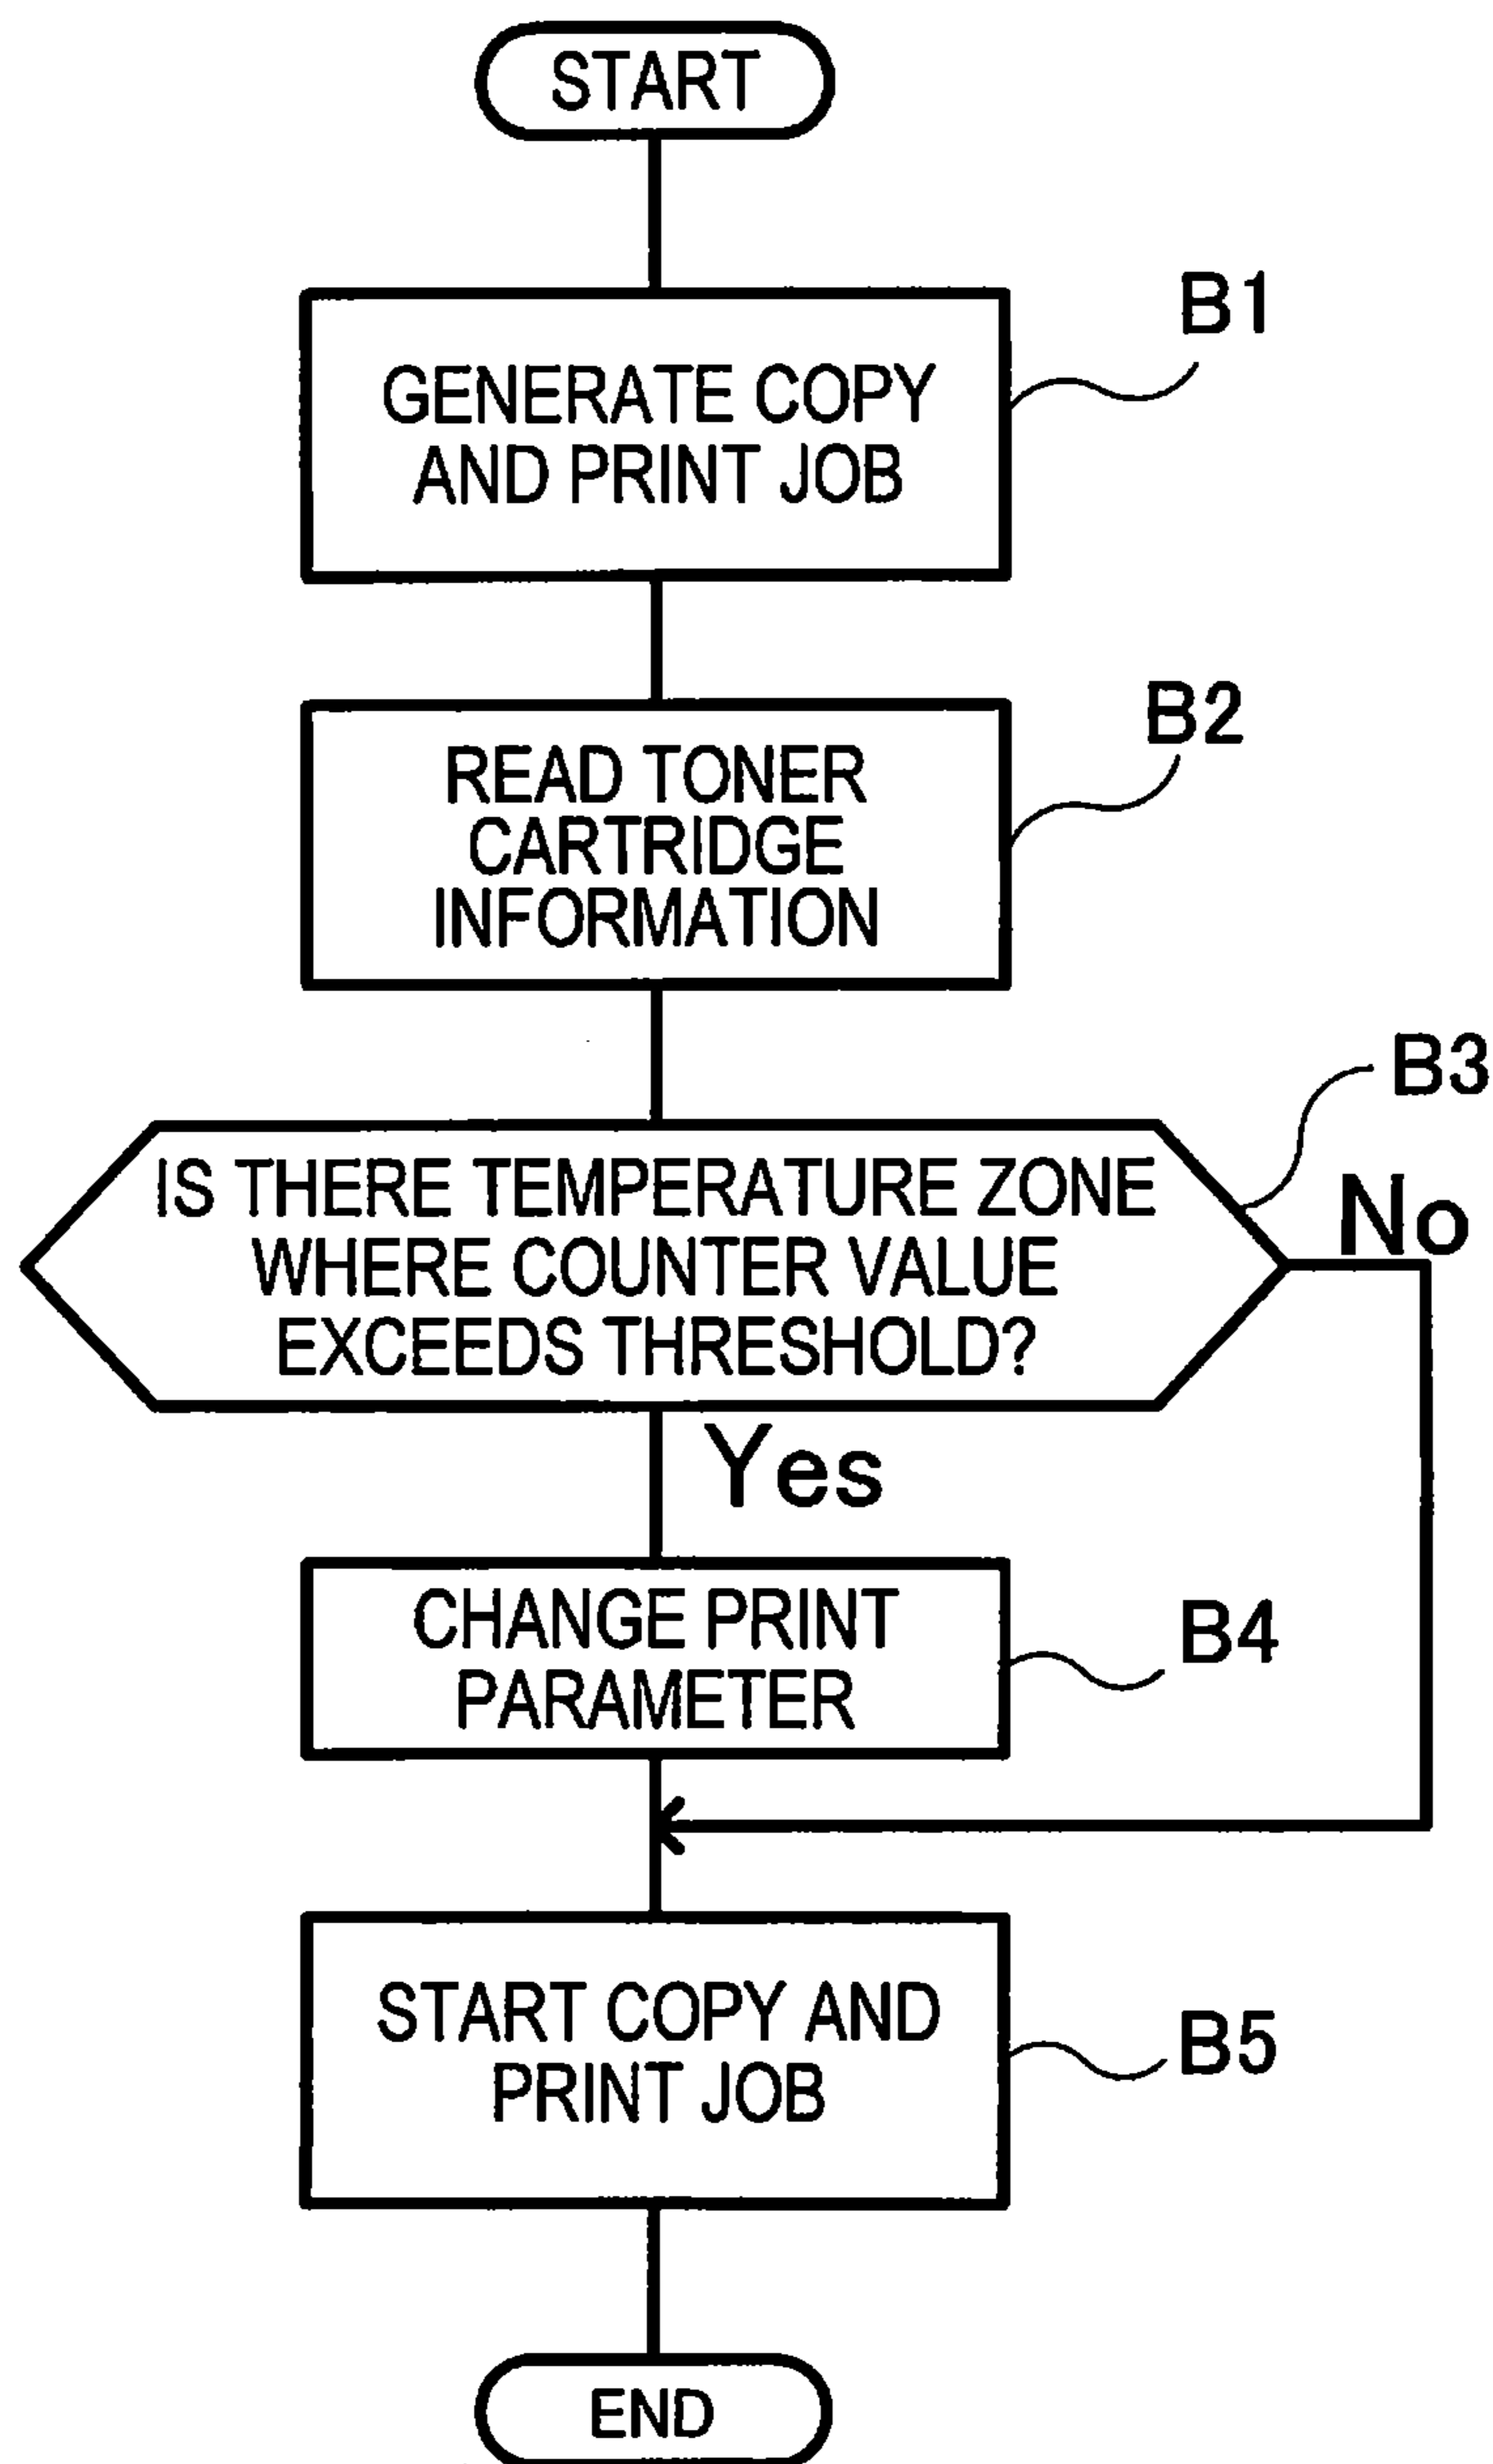 START
B1
GENERATE COPY
AND PRINT JOB
B2
READ TONER
CARTRIDGE
INFORMATION
B3
IS THERE TEMPERATURE ZONE
WHERE COUNTER VALUE
EXCEEDS THRESHOLD?
No
Yes
CHANGE PRINT
PARAMETER
B4
START COPY AND
PRINT JOB
B5
END